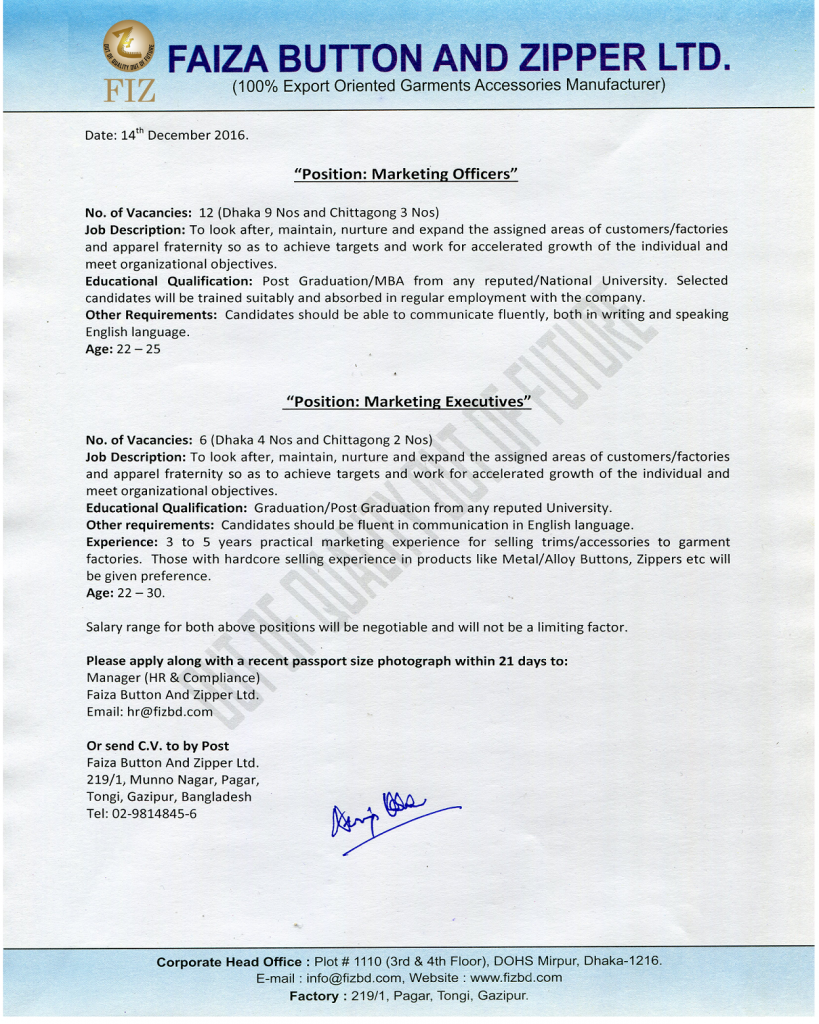 OUT OF QUALITY OUT OF FUTURE
FIZ
FAIZA BUTTON AND ZIPPER LTD.
(100% Export Oriented Garments Accessories Manufacturer)
Date: 14th December 2016.
“Position: Marketing Officers”
No. of Vacancies: 12 (Dhaka 9 Nos and Chittagong 3 Nos)
Job Description: To look after, maintain, nurture and expand the assigned areas of customers/factories
and apparel fraternity so as to achieve targets and work for accelerated growth of the individual and
meet organizational objectives.
Educational Qualification: Post Graduation/MBA from any reputed/National University. Selected
candidates will be trained suitably and absorbed in regular employment with the company.
Other Requirements: Candidates should be able to communicate fluently, both in writing and speaking
English language.
Age: 22 – 25
“Position: Marketing Executives”
No. of Vacancies: 6 (Dhaka 4 Nos and Chittagong 2 Nos)
Job Description: To look after, maintain, nurture and expand the assigned areas of customers/factories
and apparel fraternity so as to achieve targets and work for accelerated growth of the individual and
meet organizational objectives.
Educational Qualification: Graduation/Post Graduation from any reputed University.
Other requirements: Candidates should be fluent in communication in English language.
Experience: 3 to 5 years practical marketing experience for selling trims/accessories to garment
factories. Those with hardcore selling experience in products like Metal/Alloy Buttons, Zippers etc will
be given preference.
Age: 22 – 30.
Salary range for both above positions will be negotiable and will not be a limiting factor.
Please apply along with a recent passport size photograph within 21 days to:
Manager (HR & Compliance)
Faiza Button And Zipper Ltd.
Email: hr@fizbd.com
Or send C.V. to by Post
Faiza Button And Zipper Ltd.
219/1, Munno Nagar, Pagar,
Tongi, Gazipur, Bangladesh
Tel: 02-9814845-6
OUT OF QUALITY OUT OF FUTURE
Corporate Head Office : Plot # 1110 (3rd & 4th Floor), DOHS Mirpur, Dhaka-1216.
E-mail : info@fizbd.com, Website : www.fizbd.com
Factory : 219/1, Pagar, Tongi, Gazipur.